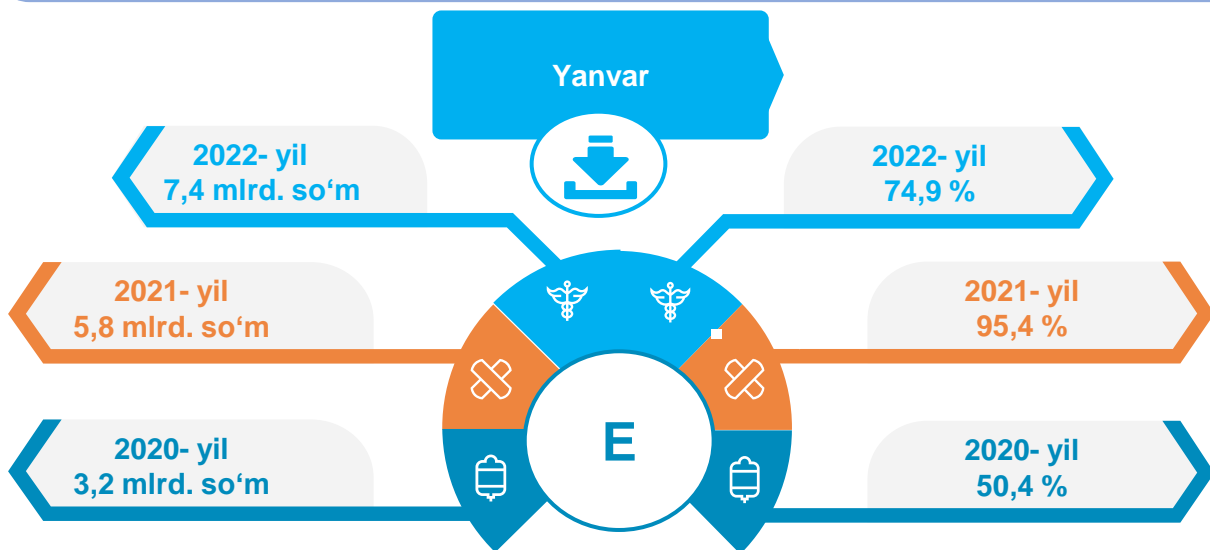 Yanvar
2022- yil
7,4 mlrd. so‘m
2022- yil
74,9 %
2021- yil
5,8 mlrd. so‘m
2021- yil
95,4 %
E
2020- yil
3,2 mlrd. so‘m
2020- yil
50,4 %